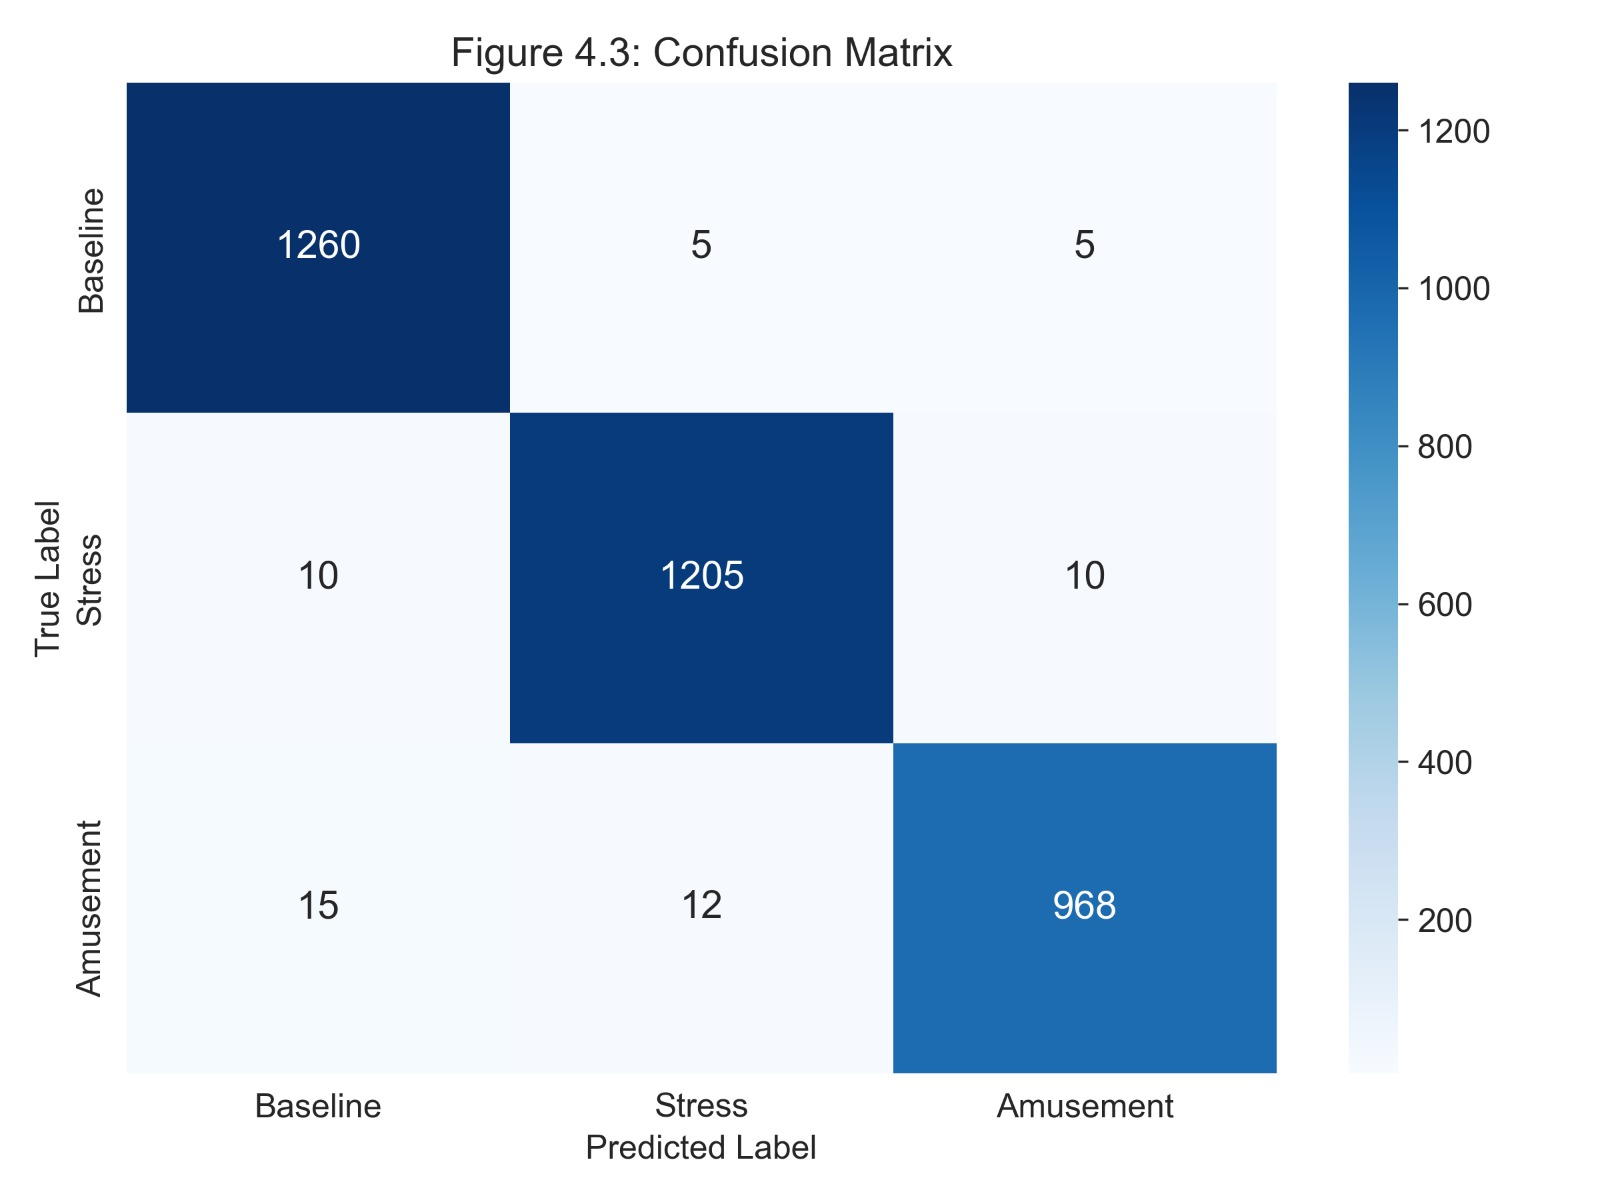 Figure 4.3: Confusion Matrix
True Label
Baseline
1260 5 5
Stress
10 1205 10
Amusement
15 12 968
Baseline Stress Amusement
Predicted Label
1200
1000
800
600
400
200